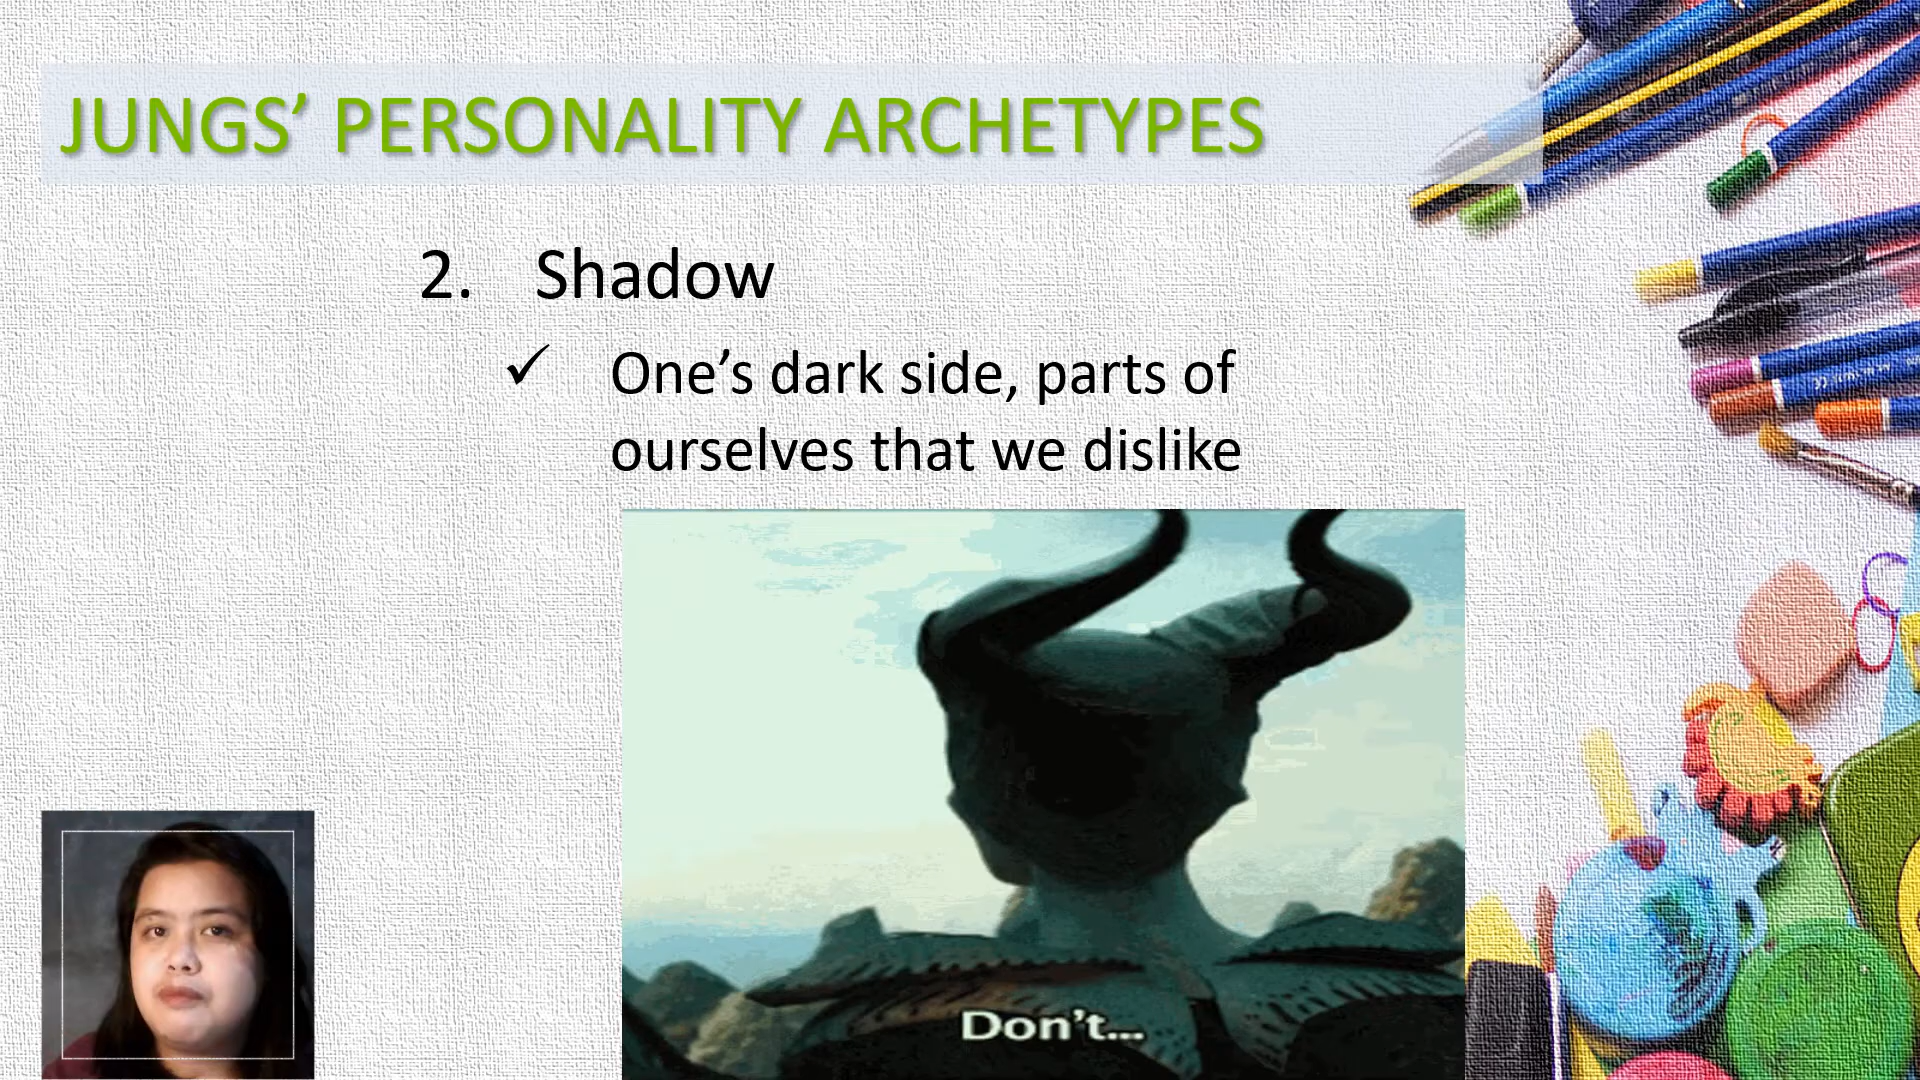 JUNGS’ PERSONALITY ARCHETYPES
2. Shadow
✓ One’s dark side, parts of
ourselves that we dislike
Don’t...